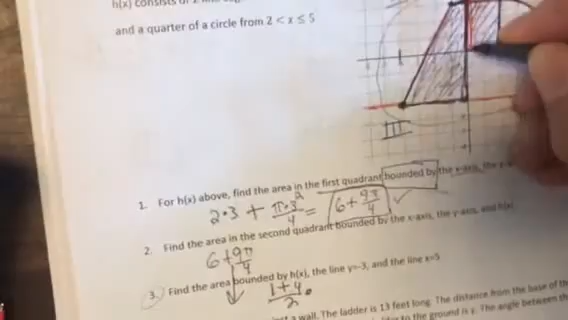 h(x) consists of
and a quarter of a circle from 2 < x ≤ 5
III
1. For h(x) above, find the area in the first quadrant bounded by the x-axis, the
2·3 + π·3²/4 = 6+9π/4 ✓
2. Find the area in the second quadrant bounded by the x-axis, the y-axis, and h(x)
6+9π/4
3. Find the area bounded by h(x), the line y=-3, and the line x=5
1+4/2 •
a wall. The ladder is 13 feet long. The distance from the base of
to the ground is y. The angle between